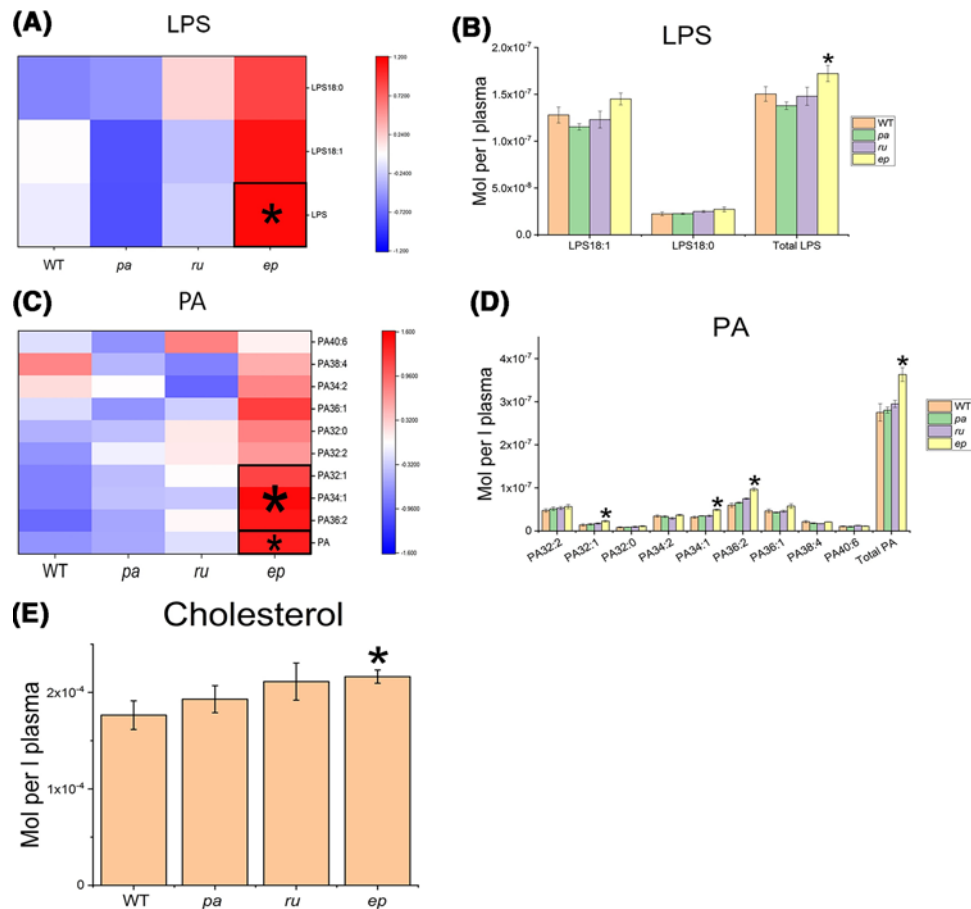 (A) LPS
1.200
0.7200
0.2400
-0.2400
-0.7200
-1.200
LPS18:0
LPS18:1
LPS
*
WT pa ru ep
(B) LPS
Mol per l plasma
2.0x10-7
1.5x10-7
1.0x10-7
5.0x10-8
0.0
*
WT
pa
ru
ep
LPS18:1 LPS18:0 Total LPS
(C) PA
1.600
0.9600
0.3200
-0.3200
-0.9600
-1.600
PA40:6
PA38:4
PA34:2
PA36:1
PA32:0
PA32:2
PA32:1
PA34:1
PA36:2
PA
*
*
WT pa ru ep
(D) PA
Mol per l plasma
4x10-7
3x10-7
2x10-7
1x10-7
0
* * * *
WT
pa
ru
ep
PA32:2 PA32:1 PA32:0 PA34:2 PA34:1 PA36:2 PA36:1 PA38:4 PA40:6 Total PA
(E) Cholesterol
Mol per l plasma
2x10-4
1x10-4
0
*
WT pa ru ep